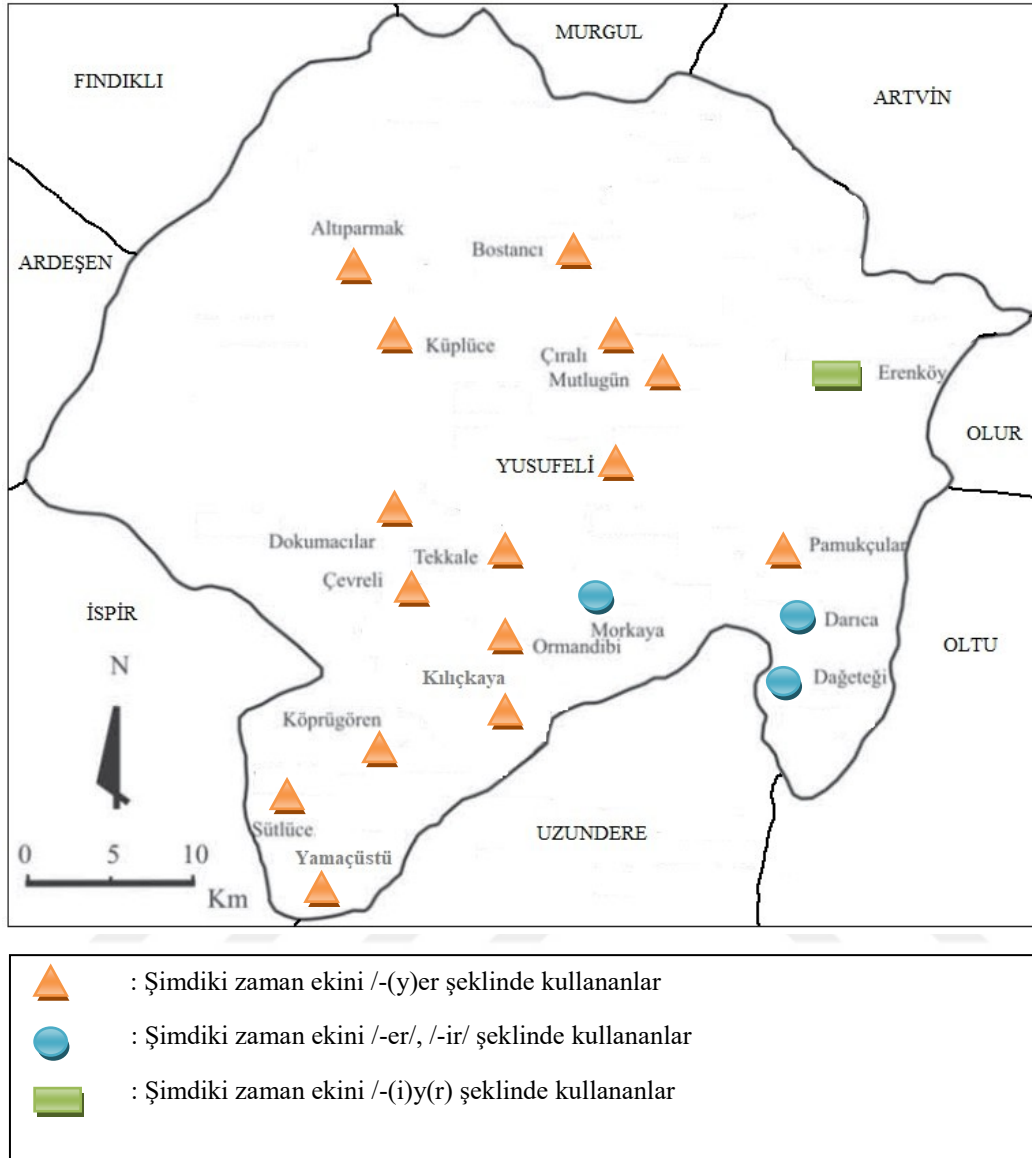 MURGUL
FINDIKLI
ARTVİN
Altıparmak
Bostancı
ARDEŞEN
Küplüce
Çıralı
Mutlugün
Erenköy
OLUR
YUSUFELİ
Dokumacılar
Tekkale
Pamukçular
Çevreli
İSPİR
Morkaya
Darıca
Ormandibi
OLTU
N
Kılıçkaya
Dağeteği
Köprügören
Sütlüce
UZUNDERE
0 5 10
Yamaçüstü
Km
: Şimdiki zaman ekini /-(y)er şeklinde kullananlar
: Şimdiki zaman ekini /-er/, /-ir/ şeklinde kullananlar
: Şimdiki zaman ekini /-(i)y(r) şeklinde kullananlar